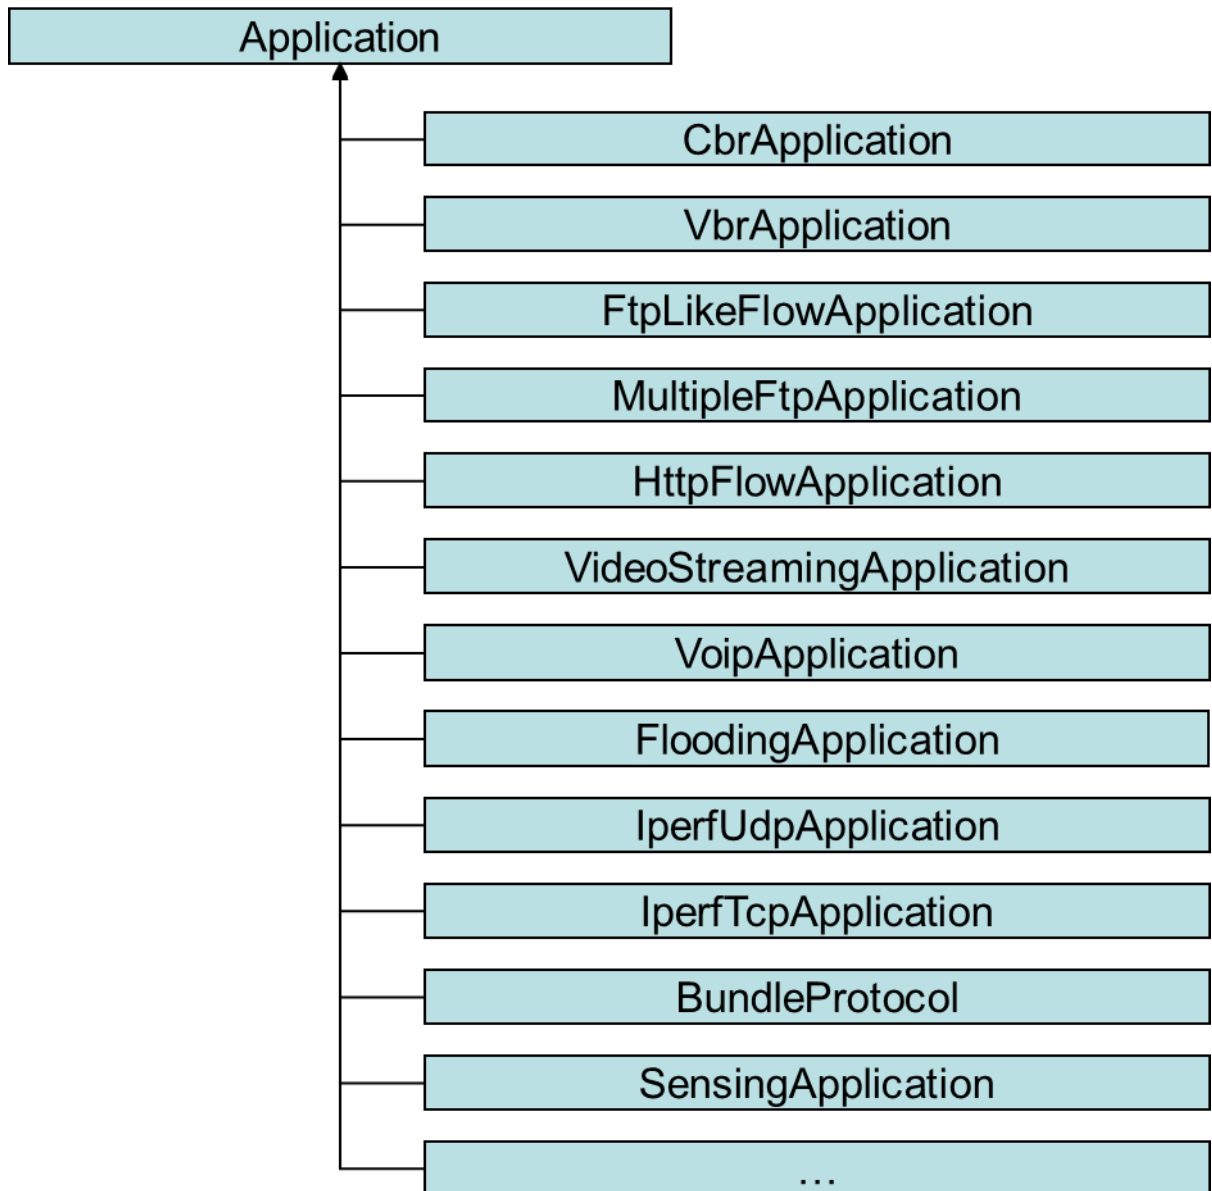 Application
CbrApplication
VbrApplication
FtpLikeFlowApplication
MultipleFtpApplication
HttpFlowApplication
VideoStreamingApplication
VoipApplication
FloodingApplication
IperfUdpApplication
IperfTcpApplication
BundleProtocol
SensingApplication
...